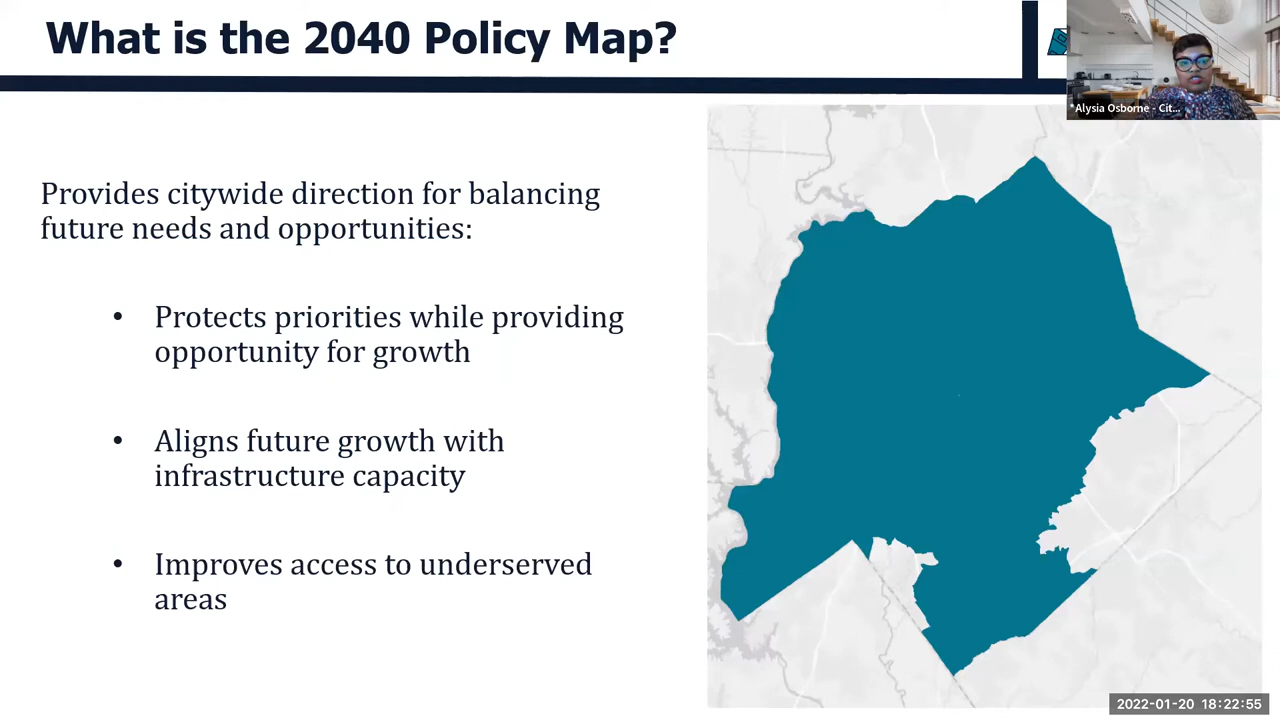 What is the 2040 Policy Map?
*Alysia Osborne - Cit...
Provides citywide direction for balancing
future needs and opportunities:
• Protects priorities while providing
opportunity for growth
• Aligns future growth with
infrastructure capacity
• Improves access to underserved
areas
2022-01-20 18:22:55